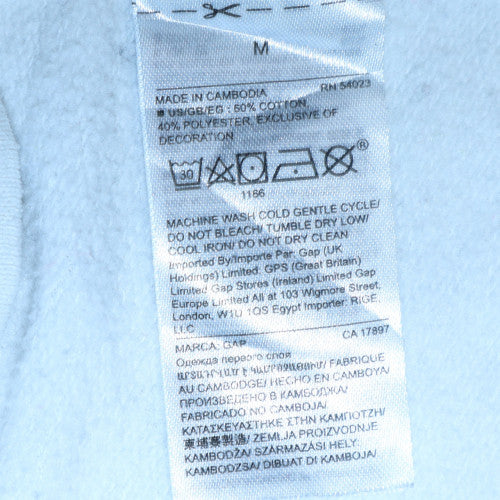 M
MADE IN CAMBODIA RN 54023
US/GB/EG : 60% COTTON,
40% POLYESTER, EXCLUSIVE OF
DECORATION
30
1186
MACHINE WASH COLD GENTLE CYCLE/
DO NOT BLEACH/ TUMBLE DRY LOW/
COOL IRON/ DO NOT DRY CLEAN
Imported By/Importe Par: Gap (UK
Holdings) Limited: GPS (Great Britain)
Limited Gap Stores (Ireland) Limited Gap
Europe Limited All at 103 Wigmore Street,
London, W1U 1QS Egypt Importer: RIGE,
LLC
MARCA: GAP CA 17897
Одежда первого слоя
ԱՐՏԱԴՐՎԱԾ Է ԿԱՄԲՈՋԱՅՈՒՄ/ FABRIQUE
AU CAMBODGE/ HECHO EN CAMBOYA/
ПРОИЗВЕДЕНО В КАМБОДЖА/
FABRICADO NO CAMBOJA/
ΚΑΤΑΣΚΕΥΑΣΤΗΚΕ ΣΤΗΝ ΚΑΜΠΟΤΖΗ/
柬埔寨製造/ ZEMLJA PROIZVODNJE
KAMBODŽA/ SZÁRMAZÁSI HELY:
KAMBODZSA/ DIBUAT DI KAMBOJA/